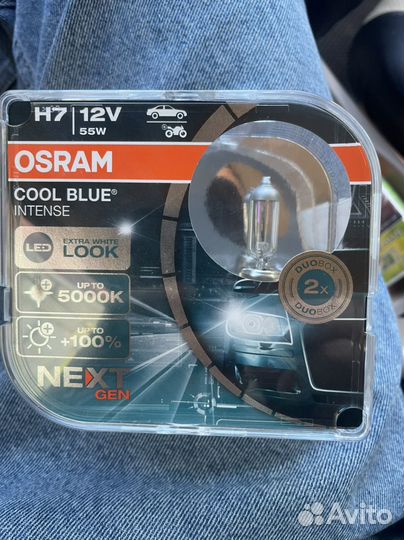 H7 12V
55W
OSRAM
COOL BLUE®
INTENSE
LED
EXTRA WHITE
LOOK
UP TO
5000K
UP TO
+100%
NEXT
GEN
DUOBOX
2x
DUOBOX
Avito